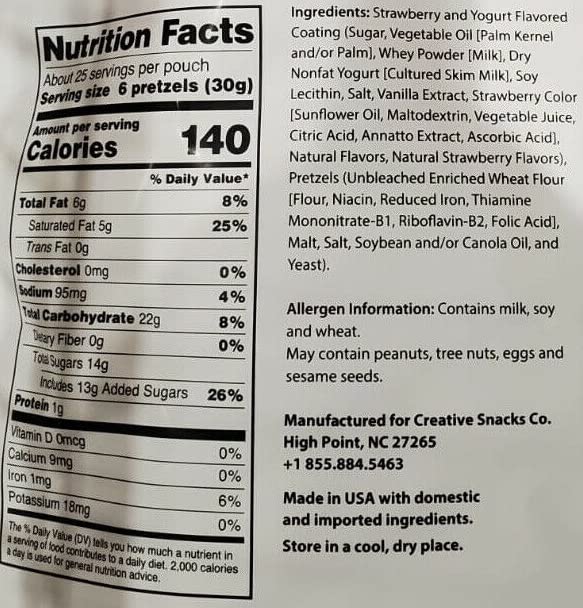 Nutrition Facts
About 25 servings per pouch
Serving size 6 pretzels (30g)
Amount per serving
Calories 140
% Daily Value*
Total Fat 6g 8%
Saturated Fat 5g 25%
Trans Fat 0g
Cholesterol 0mg 0%
Sodium 95mg 4%
Total Carbohydrate 22g 8%
Dietary Fiber 0g 0%
Total Sugars 14g
Includes 13g Added Sugars 26%
Protein 1g
Vitamin D 0mcg 0%
Calcium 9mg 0%
Iron 1mg 6%
Potassium 18mg 0%
The % Daily Value (DV) tells you how much a nutrient in
a serving of food contributes to a daily diet. 2,000 calories
a day is used for general nutrition advice.
Ingredients: Strawberry and Yogurt Flavored
Coating (Sugar, Vegetable Oil [Palm Kernel
and/or Palm], Whey Powder [Milk], Dry
Nonfat Yogurt [Cultured Skim Milk], Soy
Lecithin, Salt, Vanilla Extract, Strawberry Color
[Sunflower Oil, Maltodextrin, Vegetable Juice,
Citric Acid, Annatto Extract, Ascorbic Acid],
Natural Flavors, Natural Strawberry Flavors),
Pretzels (Unbleached Enriched Wheat Flour
[Flour, Niacin, Reduced Iron, Thiamine
Mononitrate-B1, Riboflavin-B2, Folic Acid],
Malt, Salt, Soybean and/or Canola Oil, and
Yeast).
Allergen Information: Contains milk, soy
and wheat.
May contain peanuts, tree nuts, eggs and
sesame seeds.
Manufactured for Creative Snacks Co.
High Point, NC 27265
+1 855.884.5463
Made in USA with domestic
and imported ingredients.
Store in a cool, dry place.